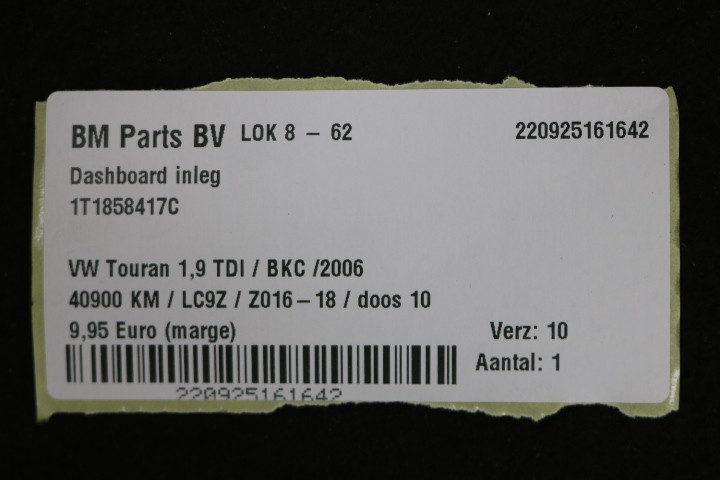 BM Parts BV LOK 8 – 62 220925161642
Dashboard inleg
1T1858417C
VW Touran 1,9 TDI / BKC /2006
40900 KM / LC9Z / Z016–18 / doos 10
9,95 Euro (marge) Verz: 10
Aantal: 1
220925161642